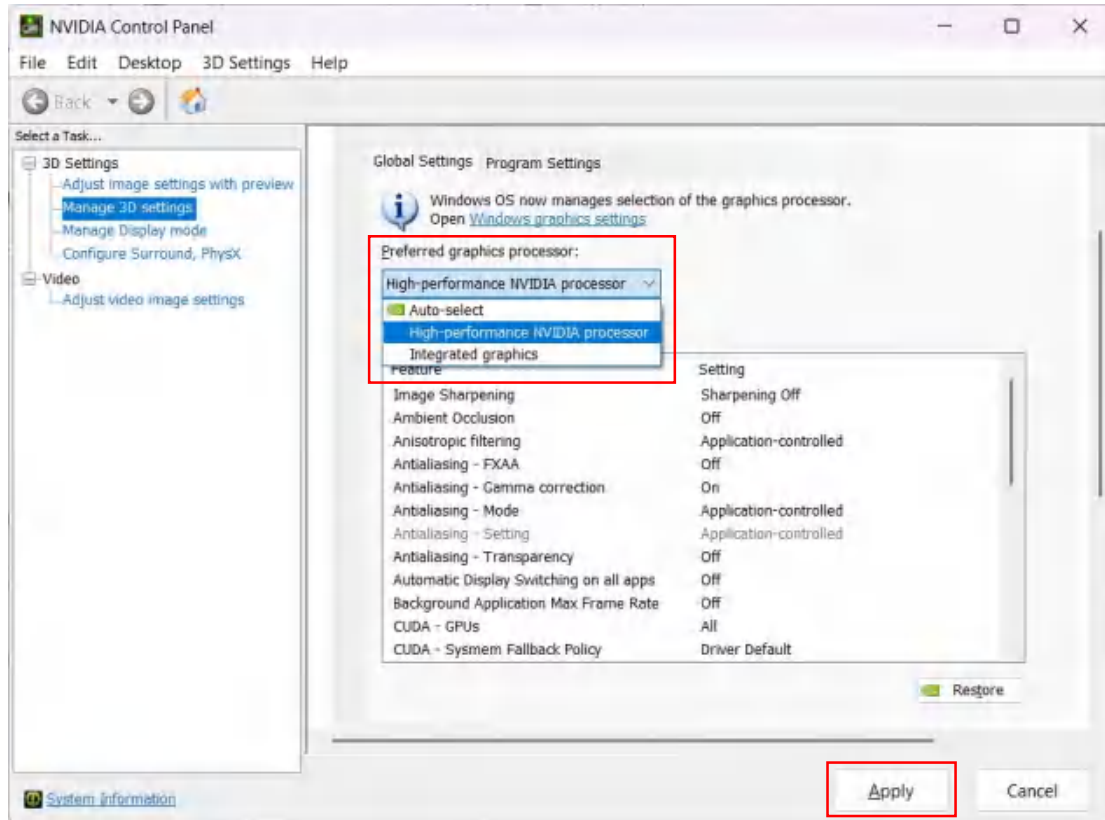 NVIDIA Control Panel
File Edit Desktop 3D Settings Help
Back
Select a Task...
3D Settings
Adjust image settings with preview
Manage 3D settings
Manage Display mode
Configure Surround, PhysX
Video
Adjust video image settings
System Information
Global Settings Program Settings
Windows OS now manages selection of the graphics processor.
Open Windows graphics settings
Preferred graphics processor:
High-performance NVIDIA processor
Auto-select
High-performance NVIDIA processor
Integrated graphics
Feature Setting
Image Sharpening Sharpening Off
Ambient Occlusion Off
Anisotropic filtering Application-controlled
Antialiasing - FXAA Off
Antialiasing - Gamma correction On
Antialiasing - Mode Application-controlled
Antialiasing - Setting Application-controlled
Antialiasing - Transparency Off
Automatic Display Switching on all apps Off
Background Application Max Frame Rate Off
CUDA - GPUs All
CUDA - Sysmem Fallback Policy Driver Default
Restore
Apply Cancel